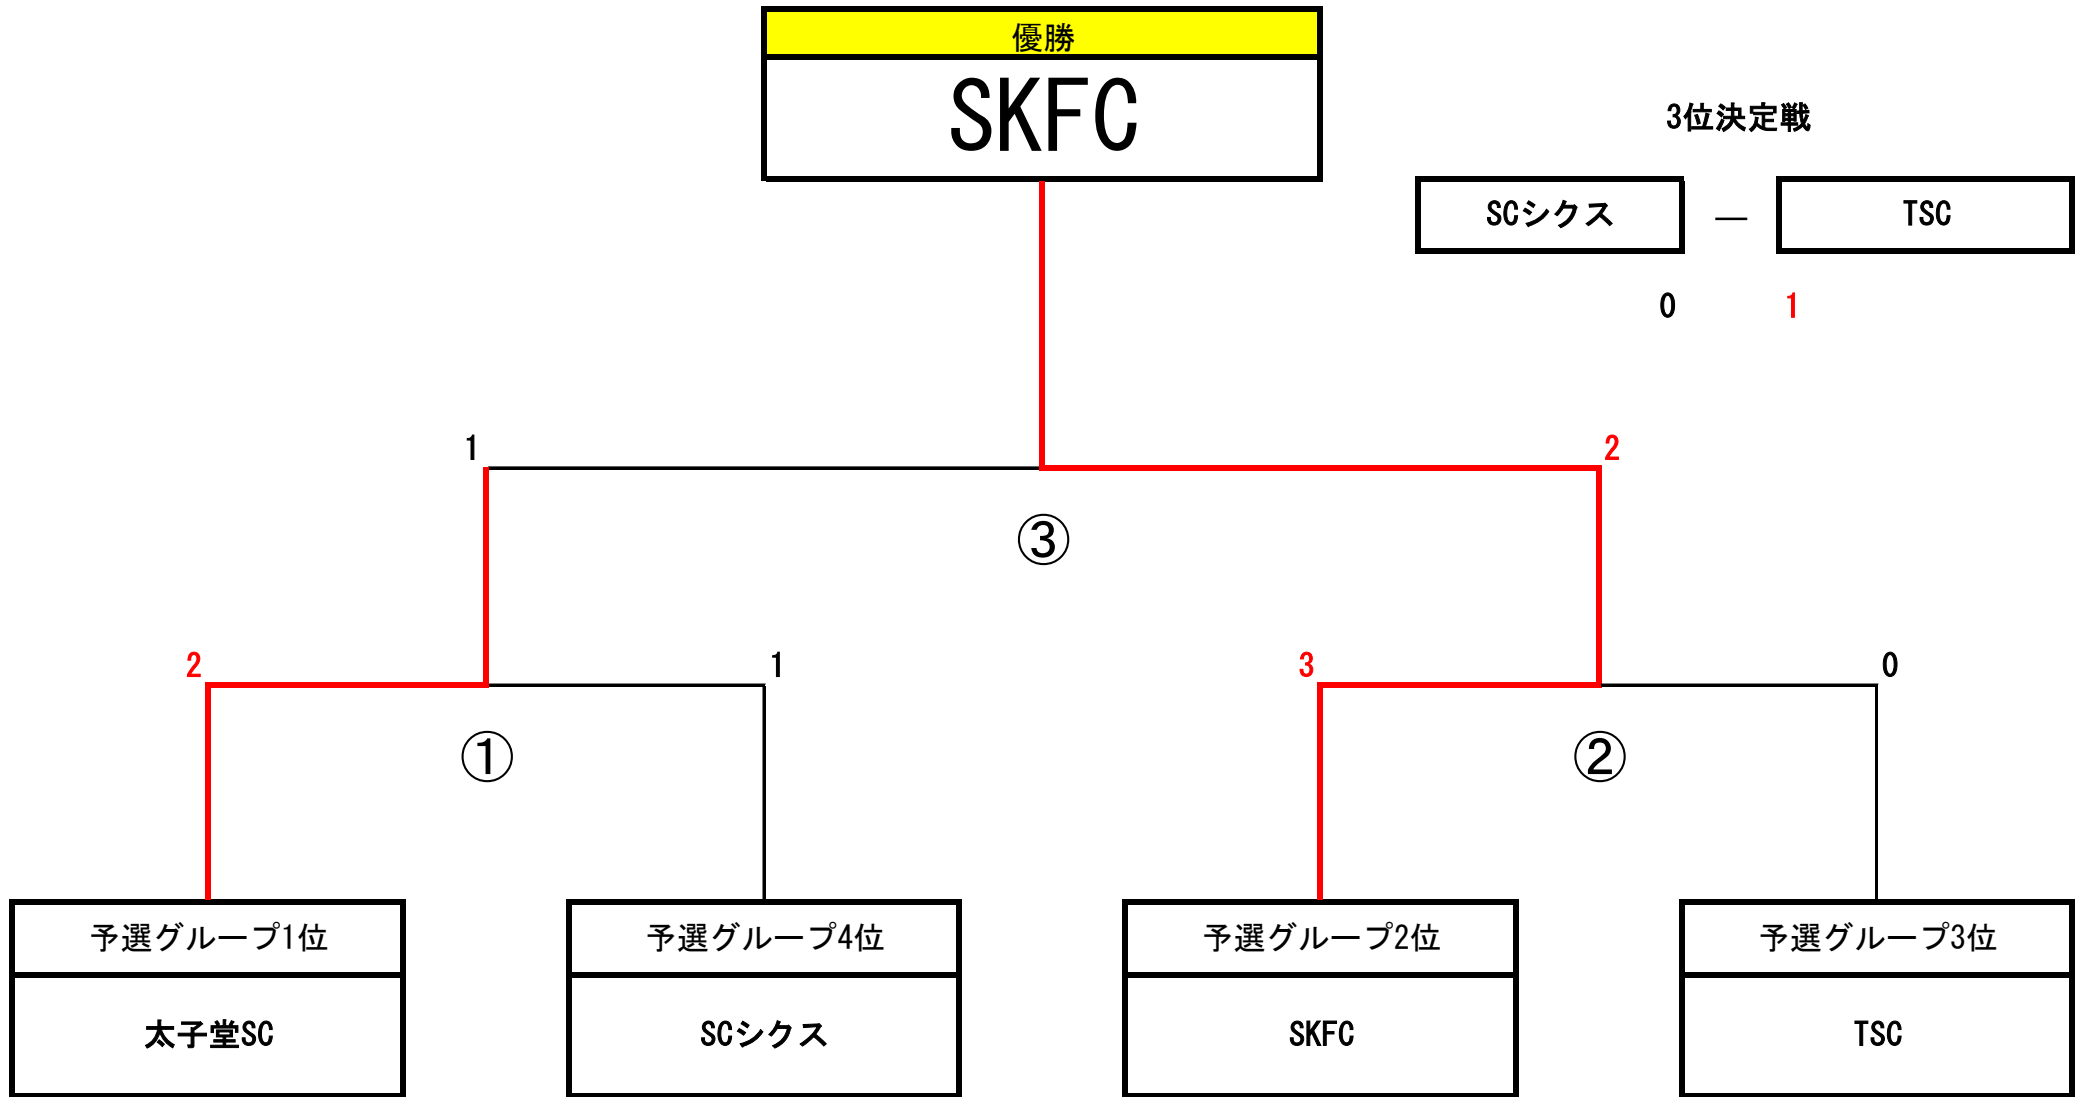 優勝
SKFC
3位決定戦
SCシクス — TSC
0 1
1 2
③
2 1 3 0
① ②
予選グループ1位 予選グループ4位 予選グループ2位 予選グループ3位
太子堂SC SCシクス SKFC TSC